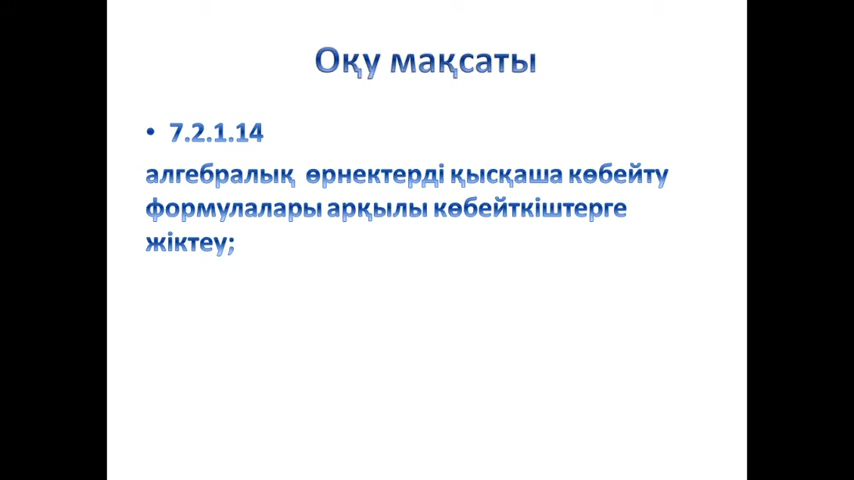 Оқу мақсаты
• 7.2.1.14
алгебралық өрнектерді қысқаша көбейту
формулалары арқылы көбейткіштерге
жіктеу;